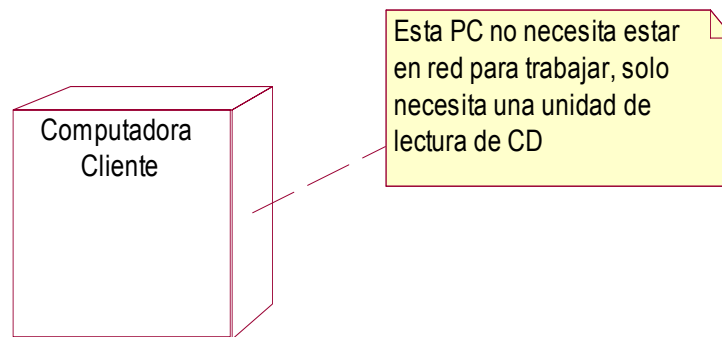 Esta PC no necesita estar
en red para trabajar, solo
necesita una unidad de
lectura de CD
Computadora
Cliente